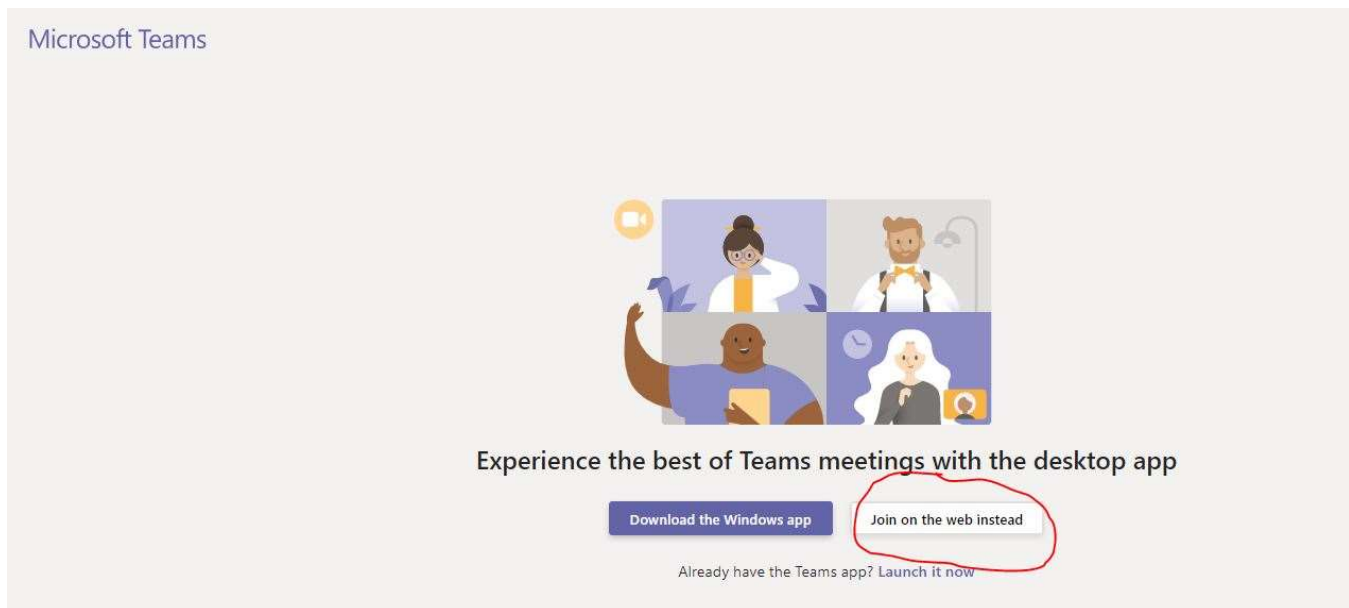 Microsoft Teams
Experience the best of Teams meetings with the desktop app
Download the Windows app
Join on the web instead
Already have the Teams app? Launch it now